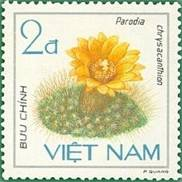 Parodia
chrysacanthion
2đ
BƯU CHÍNH
VIỆT NAM
P. QUANG